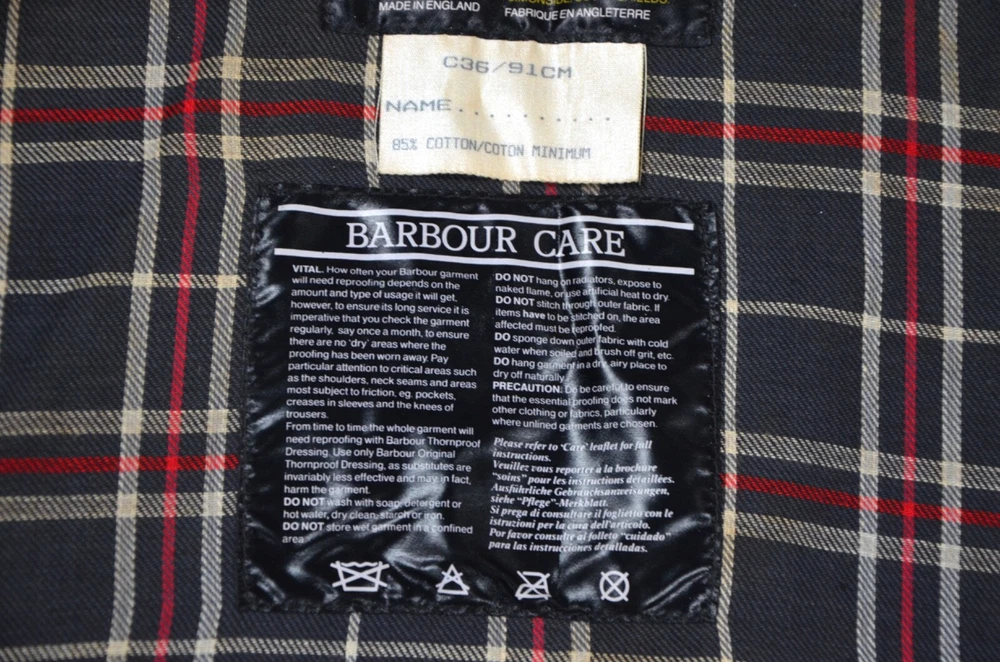 MADE IN ENGLAND
FABRIQUE EN ANGLETERRE
C36/91CM
NAME...........
85% COTTON/COTON MINIMUM
BARBOUR CARE
VITAL. How often your Barbour garment
will need reproofing depends on the
amount and type of usage it will get,
however, to ensure its long service it is
imperative that you check the garment
regularly, say once a month, to ensure
there are no 'dry' areas where the
proofing has been worn away. Pay
particular attention to critical areas such
as the shoulders, neck seams and areas
most subject to friction, eg. pockets,
creases in sleeves and the knees of
trousers.
From time to time the whole garment will
need reproofing with Barbour Thornproof
Dressing. Use only Barbour Original
Thornproof Dressing, as substitutes are
invariably less effective and may in fact,
harm the garment.
DO NOT wash with soap, detergent or
hot water, dry clean, starch or iron.
DO NOT store wet garment in a confined
area.
DO NOT hang on radiators, expose to
naked flame, or use artificial heat to dry.
DO NOT stitch through outer fabric. If
items have to be stitched on, the area
affected must be reproofed.
DO sponge down outer fabric with cold
water when soiled and brush off grit, etc.
DO hang garment in a dry, airy place to
dry off naturally.
PRECAUTION: Do be careful to ensure
that the essential proofing does not mark
other clothing or fabrics, particularly
where unlined garments are chosen.
Please refer to 'Care' leaflet for full
instructions.
Veuillez vous reporter à la brochure
"soins" pour les instructions détaillées.
Ausführliche Gebrauchsanweisungen,
siehe "Pflege"-Merkblatt.
Si prega di consultare il foglietto con le
istruzioni per la cura dell'articolo.
Por favor consulte al folleto "cuidado"
para las instrucciones detalladas.